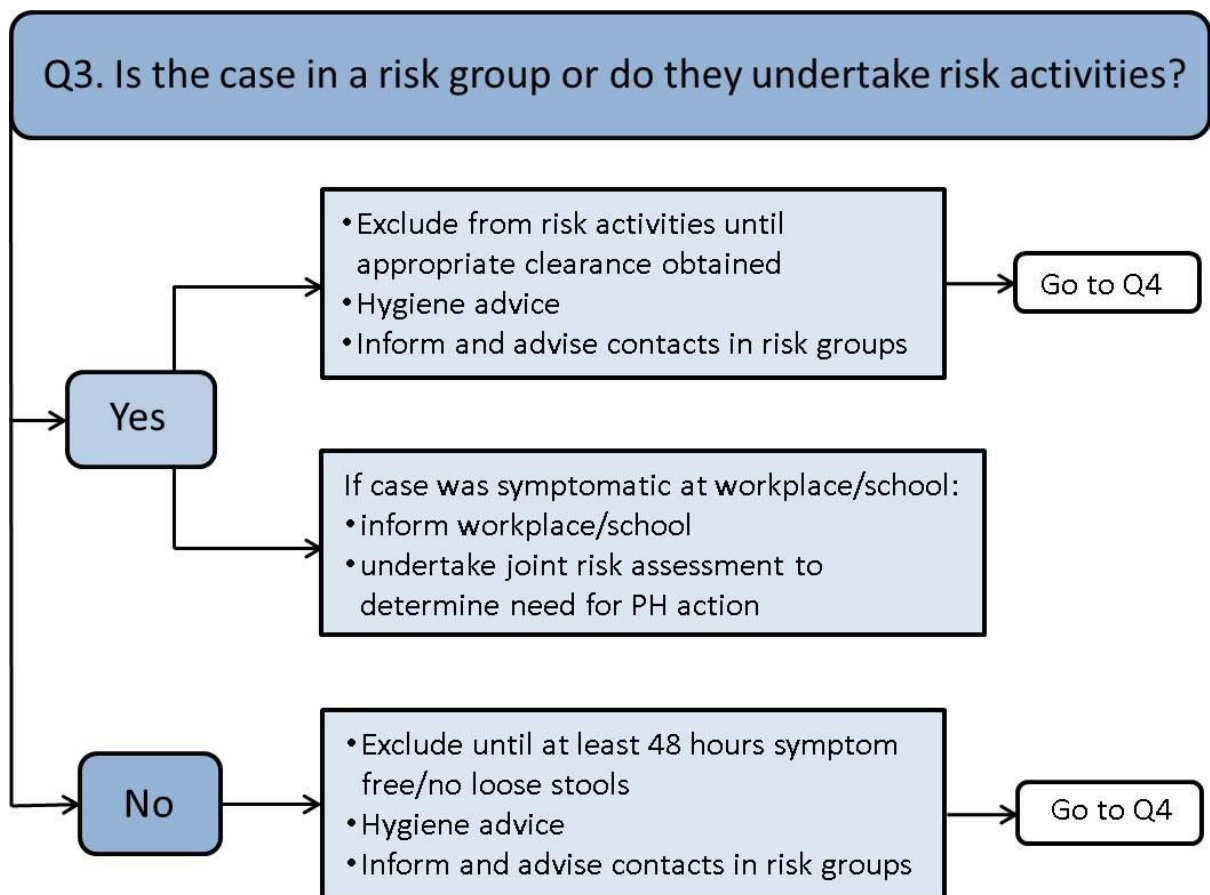 Q3. Is the case in a risk group or do they undertake risk activities?
•Exclude from risk activities until
appropriate clearance obtained
•Hygiene advice
•Inform and advise contacts in risk groups
Go to Q4
Yes
If case was symptomatic at workplace/school:
•inform workplace/school
•undertake joint risk assessment to
determine need for PH action
No
•Exclude until at least 48 hours symptom
free/no loose stools
•Hygiene advice
•Inform and advise contacts in risk groups
Go to Q4